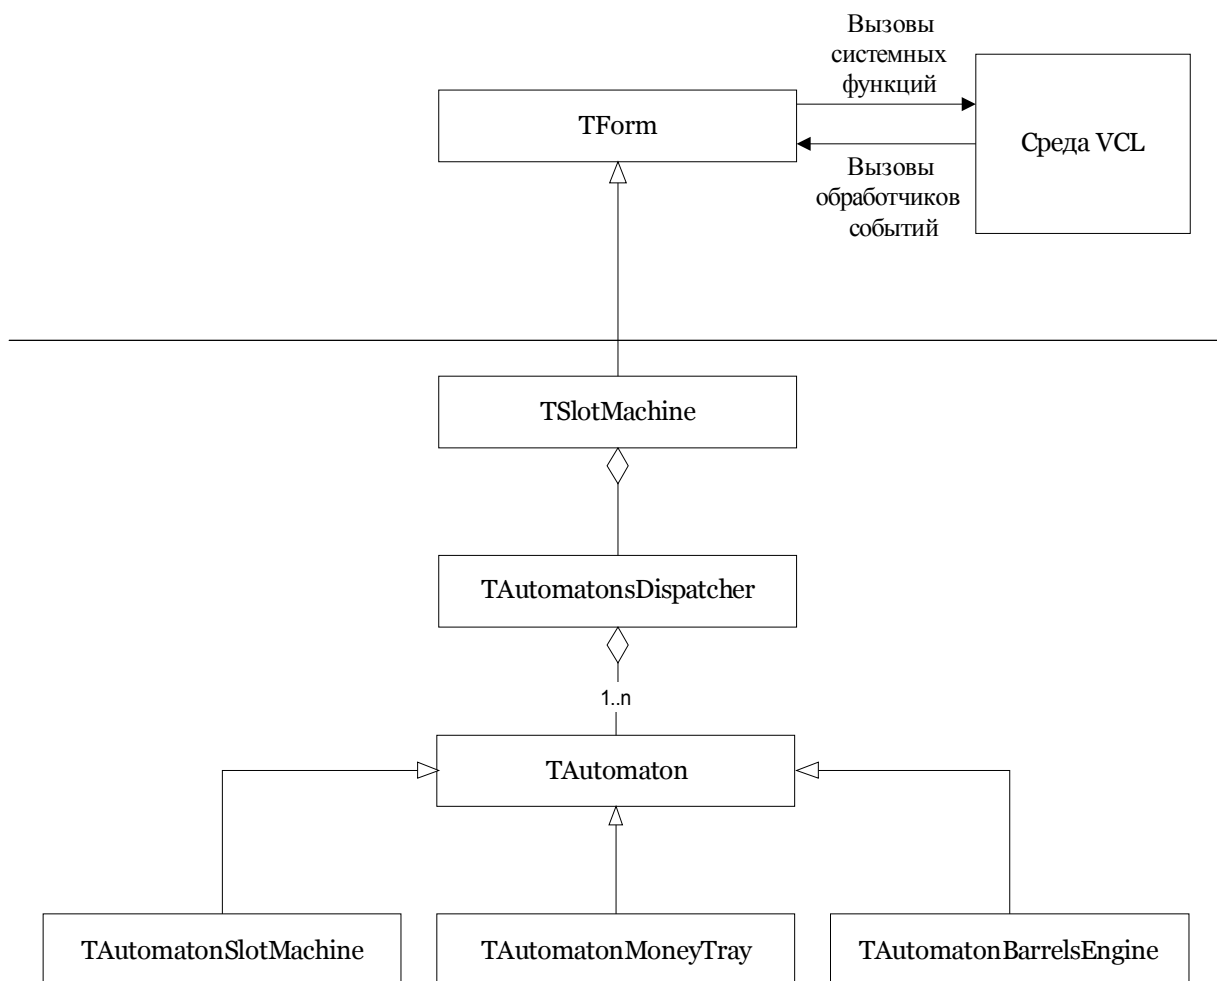 Вызовы
системных
функций
TForm
Среда VCL
Вызовы
обработчиков
событий
TSlotMachine
TAutomatonsDispatcher
1..n
TAutomaton
TAutomatonSlotMachine
TAutomatonMoneyTray
TAutomatonBarrelsEngine